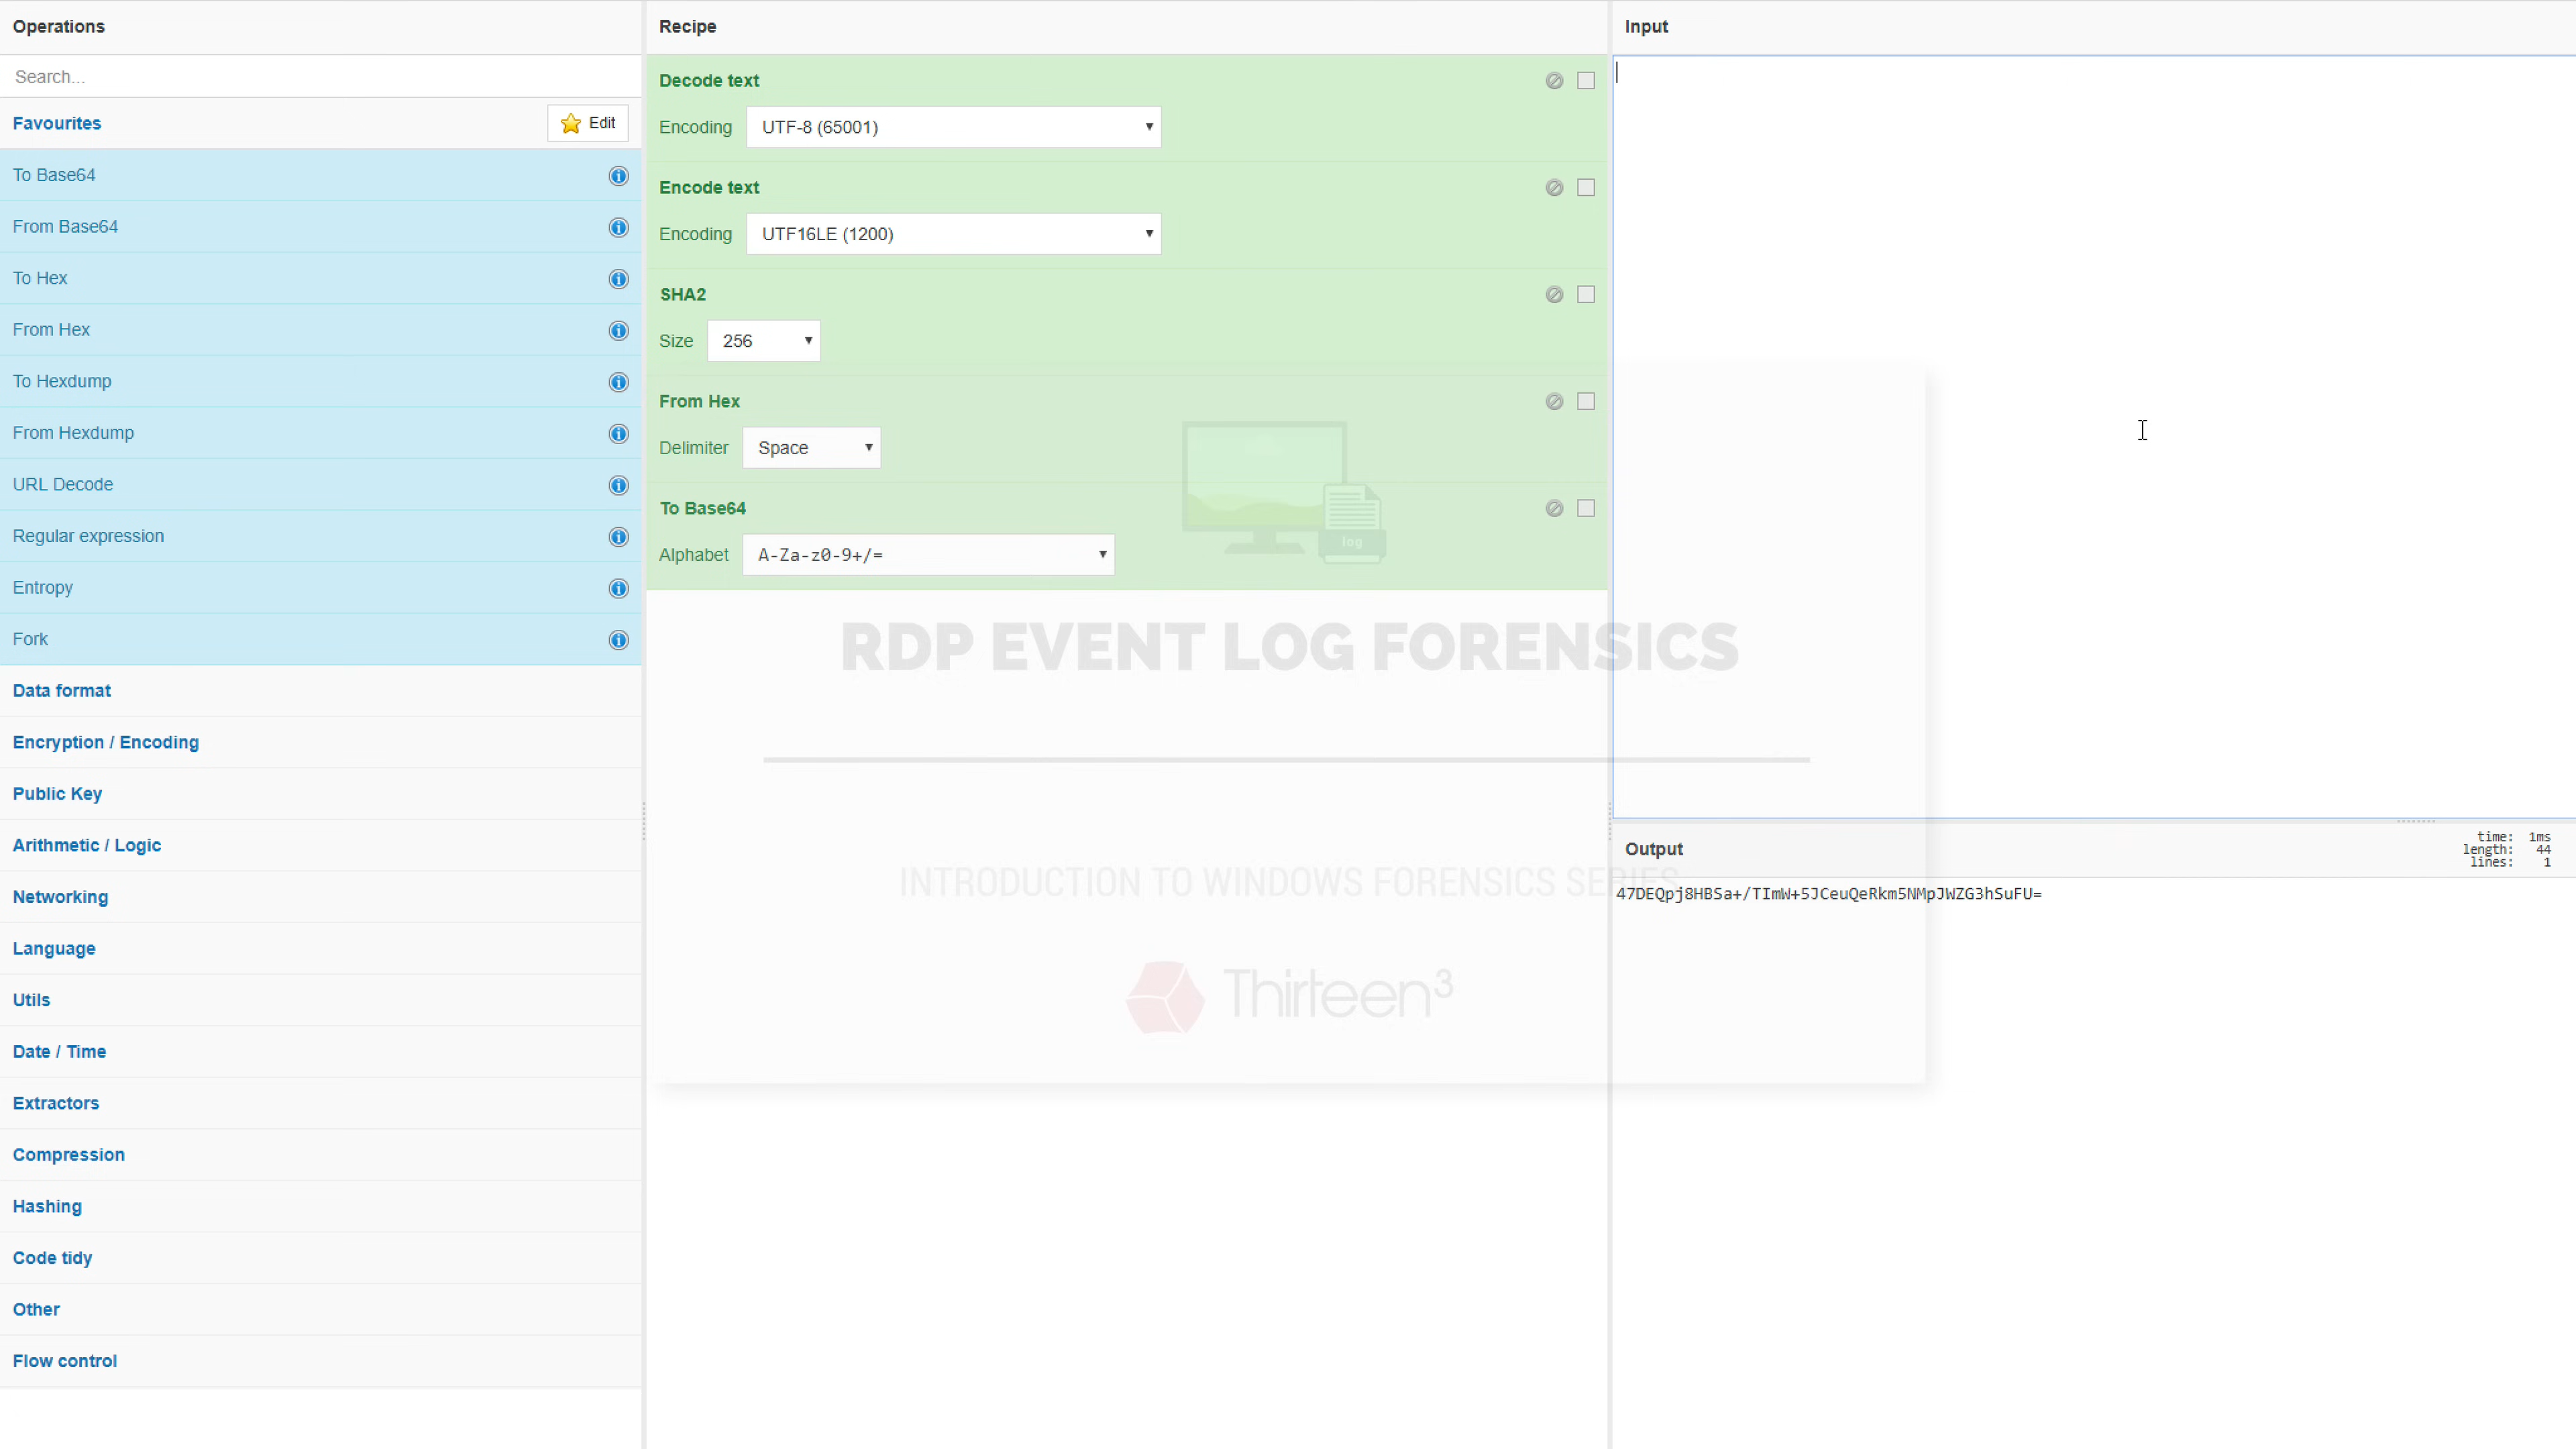 Operations
Search...
Favourites
Edit
To Base64
From Base64
To Hex
From Hex
To Hexdump
From Hexdump
URL Decode
Regular expression
Entropy
Fork
Data format
Encryption / Encoding
Public Key
Arithmetic / Logic
Networking
Language
Utils
Date / Time
Extractors
Compression
Hashing
Code tidy
Other
Flow control
Recipe
Decode text
Encoding UTF-8 (65001)
Encode text
Encoding UTF16LE (1200)
SHA2
Size 256
From Hex
Delimiter Space
To Base64
Alphabet A-Za-z0-9+/=
log
RDP EVENT LOG FORENSICS
INTRODUCTION TO WINDOWS FORENSICS SERIES
Thirteen³
Input
Output
time: 1ms
length: 44
lines: 1
47DEQpj8HBSa+/TImW+5JCeuQeRkm5NMpJWZG3hSuFU=